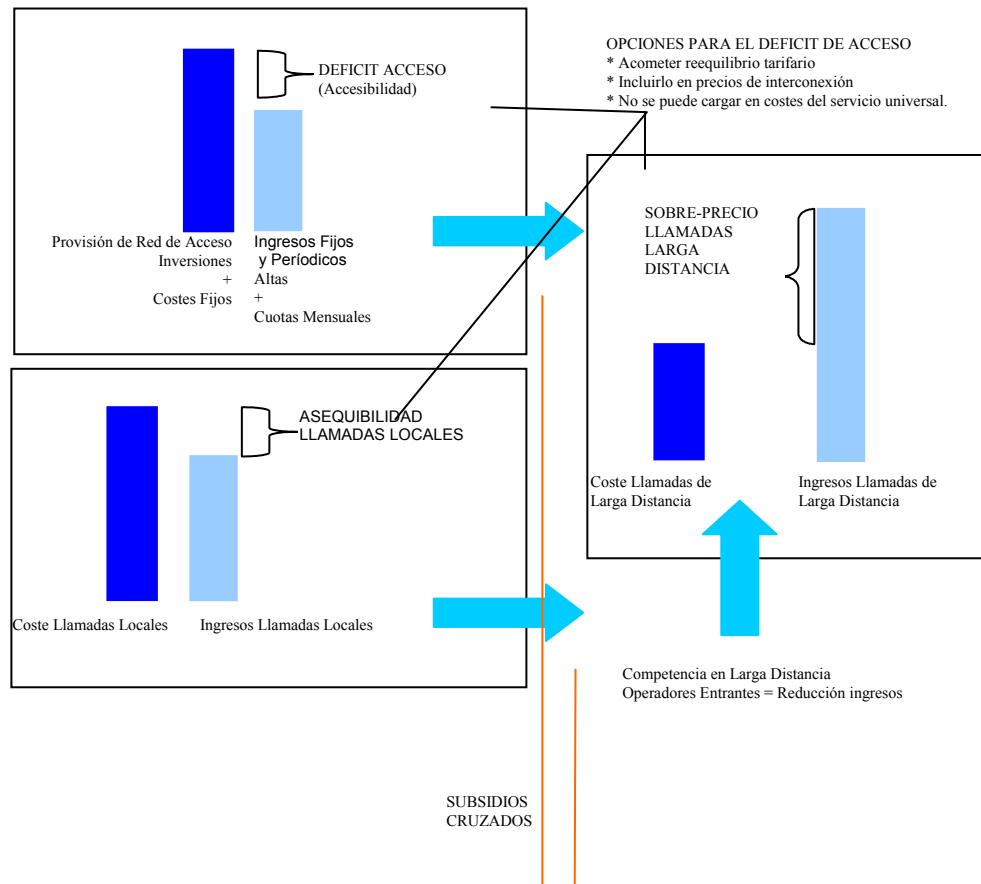 DEFICIT ACCESO
(Accesibilidad)
Provisión de Red de Acceso
Inversiones
+
Costes Fijos
Ingresos Fijos
y Períodicos
Altas
+
Cuotas Mensuales
OPCIONES PARA EL DEFICIT DE ACCESO
* Acometer reequilibrio tarifario
* Incluirlo en precios de interconexión
* No se puede cargar en costes del servicio universal.
SOBRE-PRECIO
LLAMADAS
LARGA
DISTANCIA
Coste Llamadas de
Larga Distancia
Ingresos Llamadas de
Larga Distancia
ASEQUIBILIDAD
LLAMADAS LOCALES
Coste Llamadas Locales
Ingresos Llamadas Locales
Competencia en Larga Distancia
Operadores Entrantes = Reducción ingresos
SUBSIDIOS
CRUZADOS